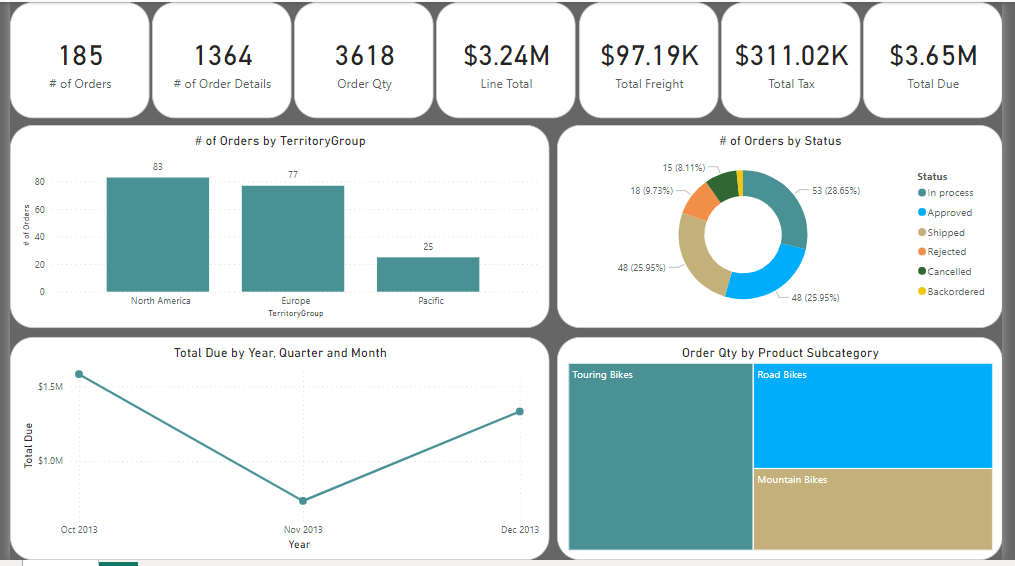 185
# of Orders
1364
# of Order Details
3618
Order Qty
$3.24M
Line Total
$97.19K
Total Freight
$311.02K
Total Tax
$3.65M
Total Due
# of Orders by TerritoryGroup
# of Orders
80
60
40
20
0
83
77
25
North America
Europe
Pacific
TerritoryGroup
# of Orders by Status
15 (8.11%)
18 (9.73%)
48 (25.95%)
53 (28.65%)
48 (25.95%)
Status
In process
Approved
Shipped
Rejected
Cancelled
Backordered
Total Due by Year, Quarter and Month
Total Due
$1.5M
$1.0M
Oct 2013
Nov 2013
Dec 2013
Year
Order Qty by Product Subcategory
Touring Bikes
Road Bikes
Mountain Bikes